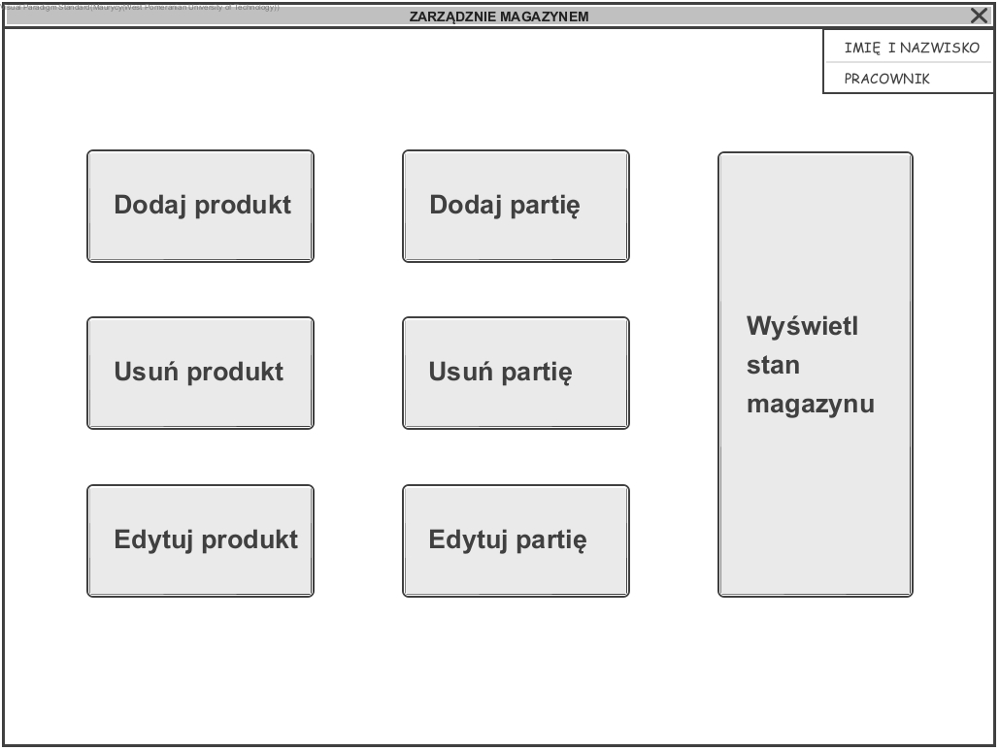 Visual Paradigm Standard(Maurycy(West Pomeranian University of Technology))
ZARZĄDZNIE MAGAZYNEM
IMIĘ I NAZWISKO
PRACOWNIK
Dodaj produkt
Dodaj partię
Usuń produkt
Usuń partię
Edytuj produkt
Edytuj partię
Wyświetl
stan
magazynu